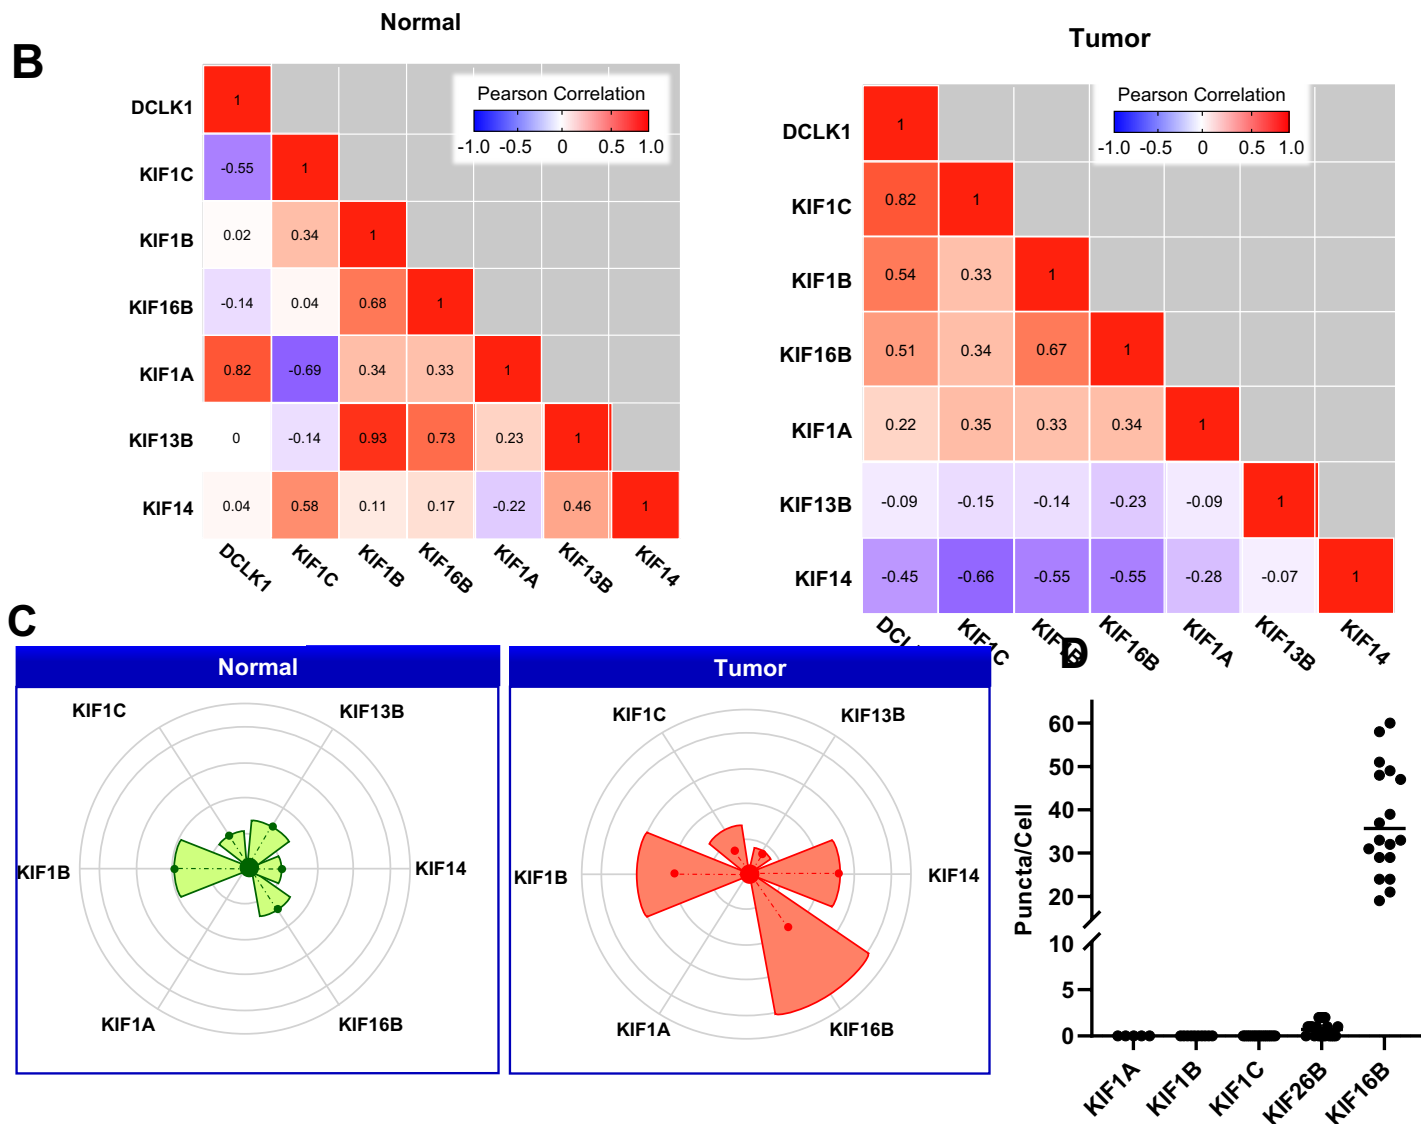 B
Normal
Pearson Correlation
-1.0 -0.5 0 0.5 1.0
DCLK1 1
KIF1C -0.55 1
KIF1B 0.02 0.34 1
KIF16B -0.14 0.04 0.68 1
KIF1A 0.82 -0.69 0.34 0.33 1
KIF13B 0 -0.14 0.93 0.73 0.23 1
KIF14 0.04 0.58 0.11 0.17 -0.22 0.46 1
DCLK1 KIF1C KIF1B KIF16B KIF1A KIF13B KIF14
Tumor
Pearson Correlation
-1.0 -0.5 0 0.5 1.0
DCLK1 1
KIF1C 0.82 1
KIF1B 0.54 0.33 1
KIF16B 0.51 0.34 0.67 1
KIF1A 0.22 0.35 0.33 0.34 1
KIF13B -0.09 -0.15 -0.14 -0.23 -0.09 1
KIF14 -0.45 -0.66 -0.55 -0.55 -0.28 -0.07 1
KIF1C KIF1B KIF16B KIF1A KIF13B KIF14
C
Normal
KIF1C KIF13B
KIF1B KIF14
KIF1A KIF16B
Tumor
KIF1C KIF13B
KIF1B KIF14
KIF1A KIF16B
D
Puncta/Cell
60
50
40
30
20
10
5
0
KIF1A KIF1B KIF1C KIF26B KIF16B